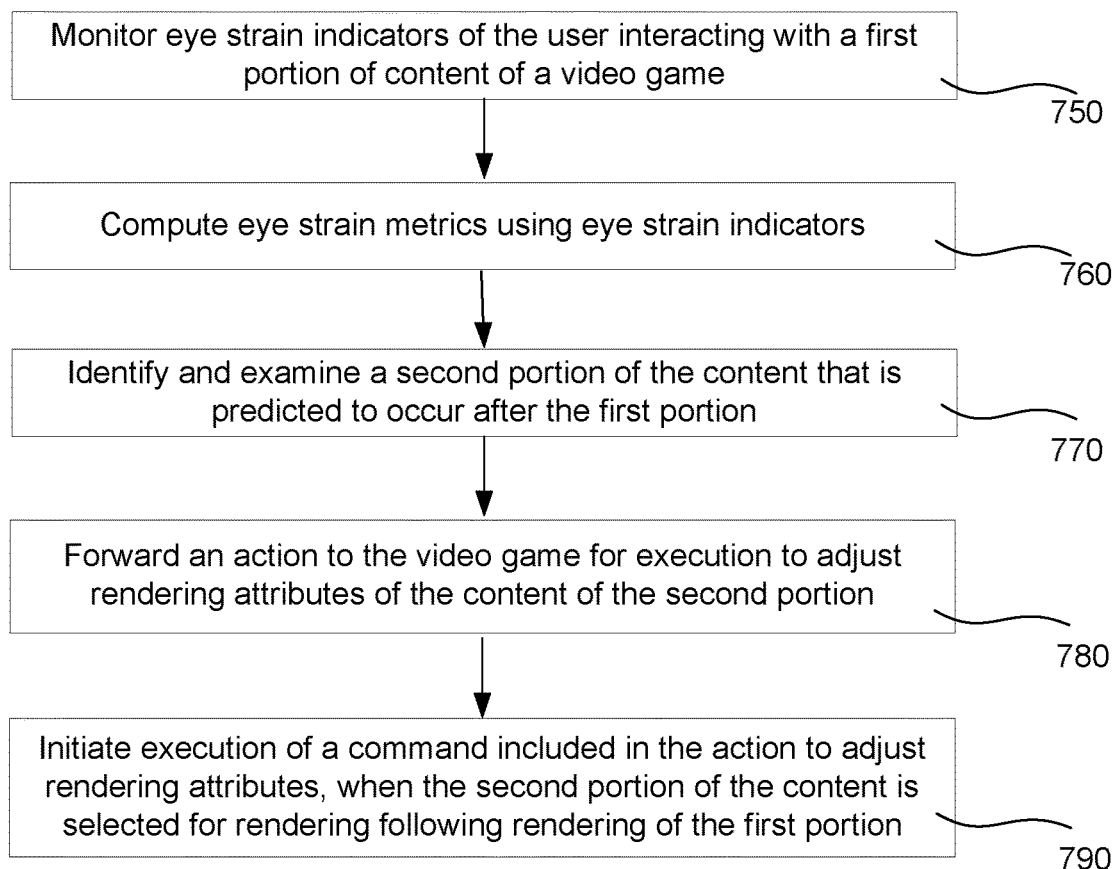 Monitor eye strain indicators of the user interacting with a first
portion of content of a video game
750
Compute eye strain metrics using eye strain indicators
760
Identify and examine a second portion of the content that is
predicted to occur after the first portion
770
Forward an action to the video game for execution to adjust
rendering attributes of the content of the second portion
780
Initiate execution of a command included in the action to adjust
rendering attributes, when the second portion of the content is
selected for rendering following rendering of the first portion
790